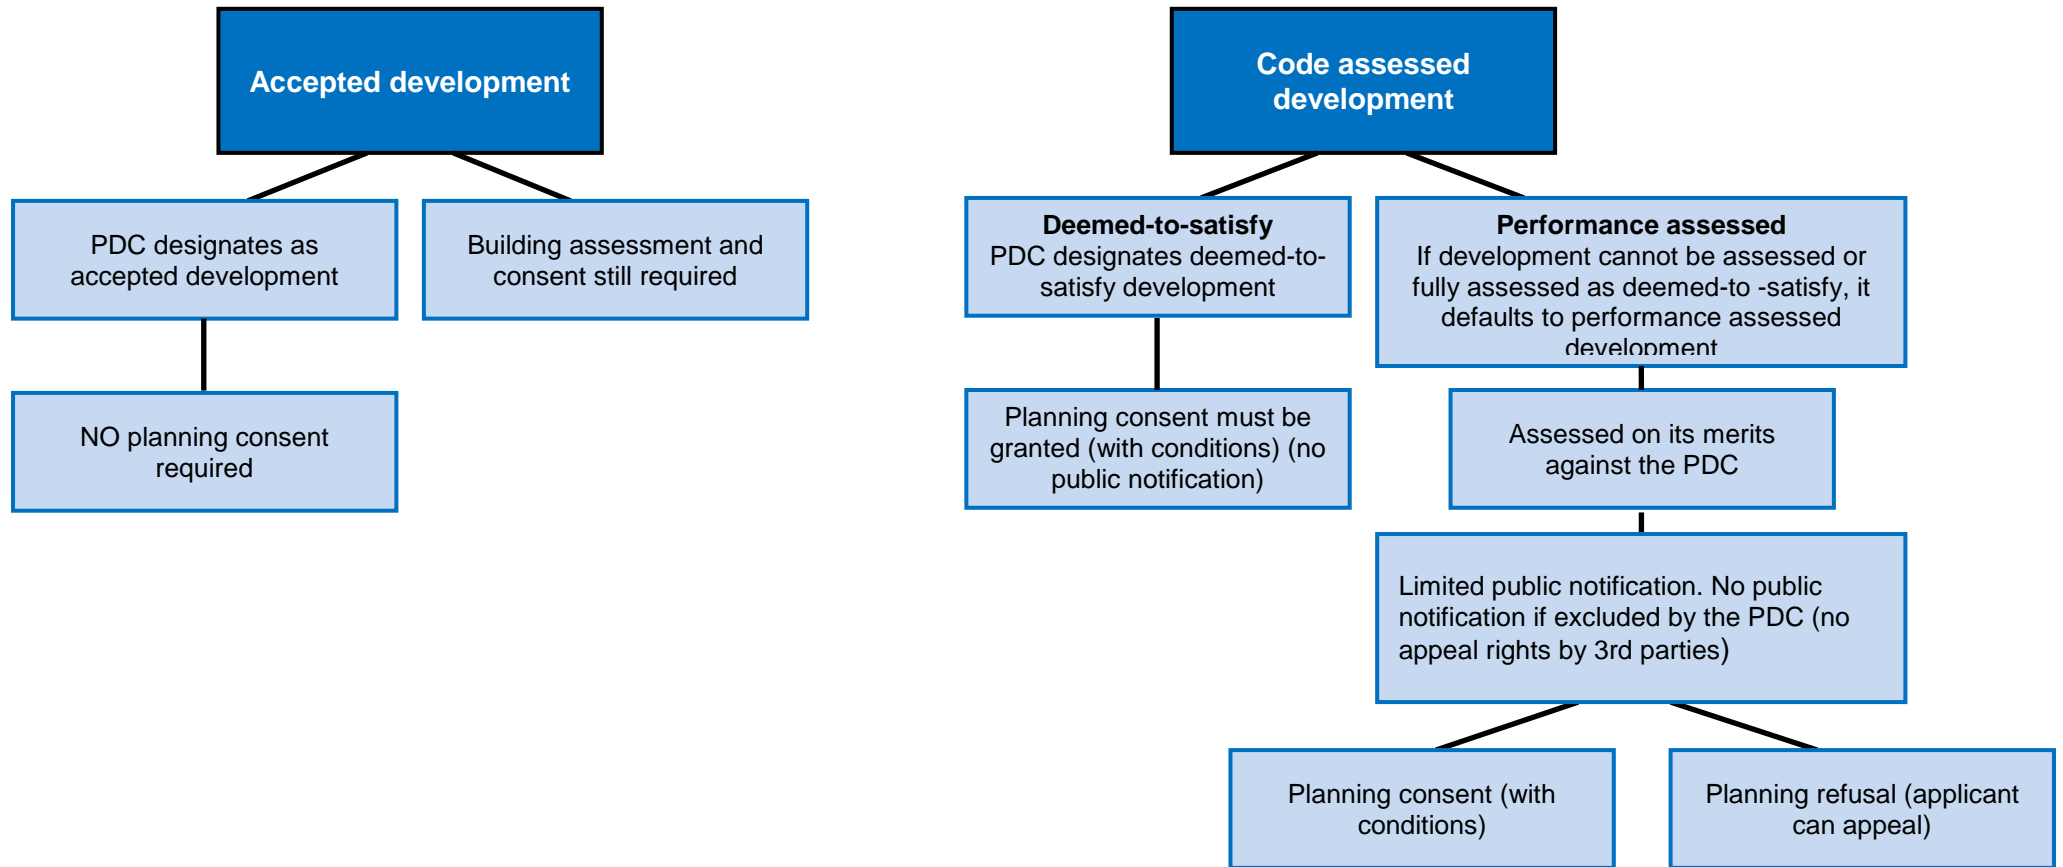 Accepted development
PDC designates as
accepted development
Building assessment and
consent still required
NO planning consent
required
Code assessed
development
Deemed-to-satisfy
PDC designates deemed-to-
satisfy development
Planning consent must be
granted (with conditions) (no
public notification)
Performance assessed
If development cannot be assessed or
fully assessed as deemed-to -satisfy, it
defaults to performance assessed
development
Assessed on its merits
against the PDC
Limited public notification. No public
notification if excluded by the PDC (no
appeal rights by 3rd parties)
Planning consent (with
conditions)
Planning refusal (applicant
can appeal)